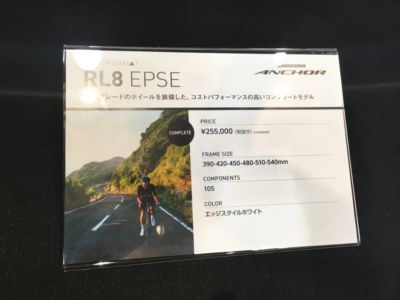 RL8 EPSE
ANCHOR
グレードのホイールを装備した、コストパフォーマンスの高いコンプリートモデル
COMPLETE
PRICE
¥255,000 (税抜き)
FRAME SIZE
390-420-450-480-510-540mm
COMPONENTS
105
COLOR
エッジスタイルホワイト